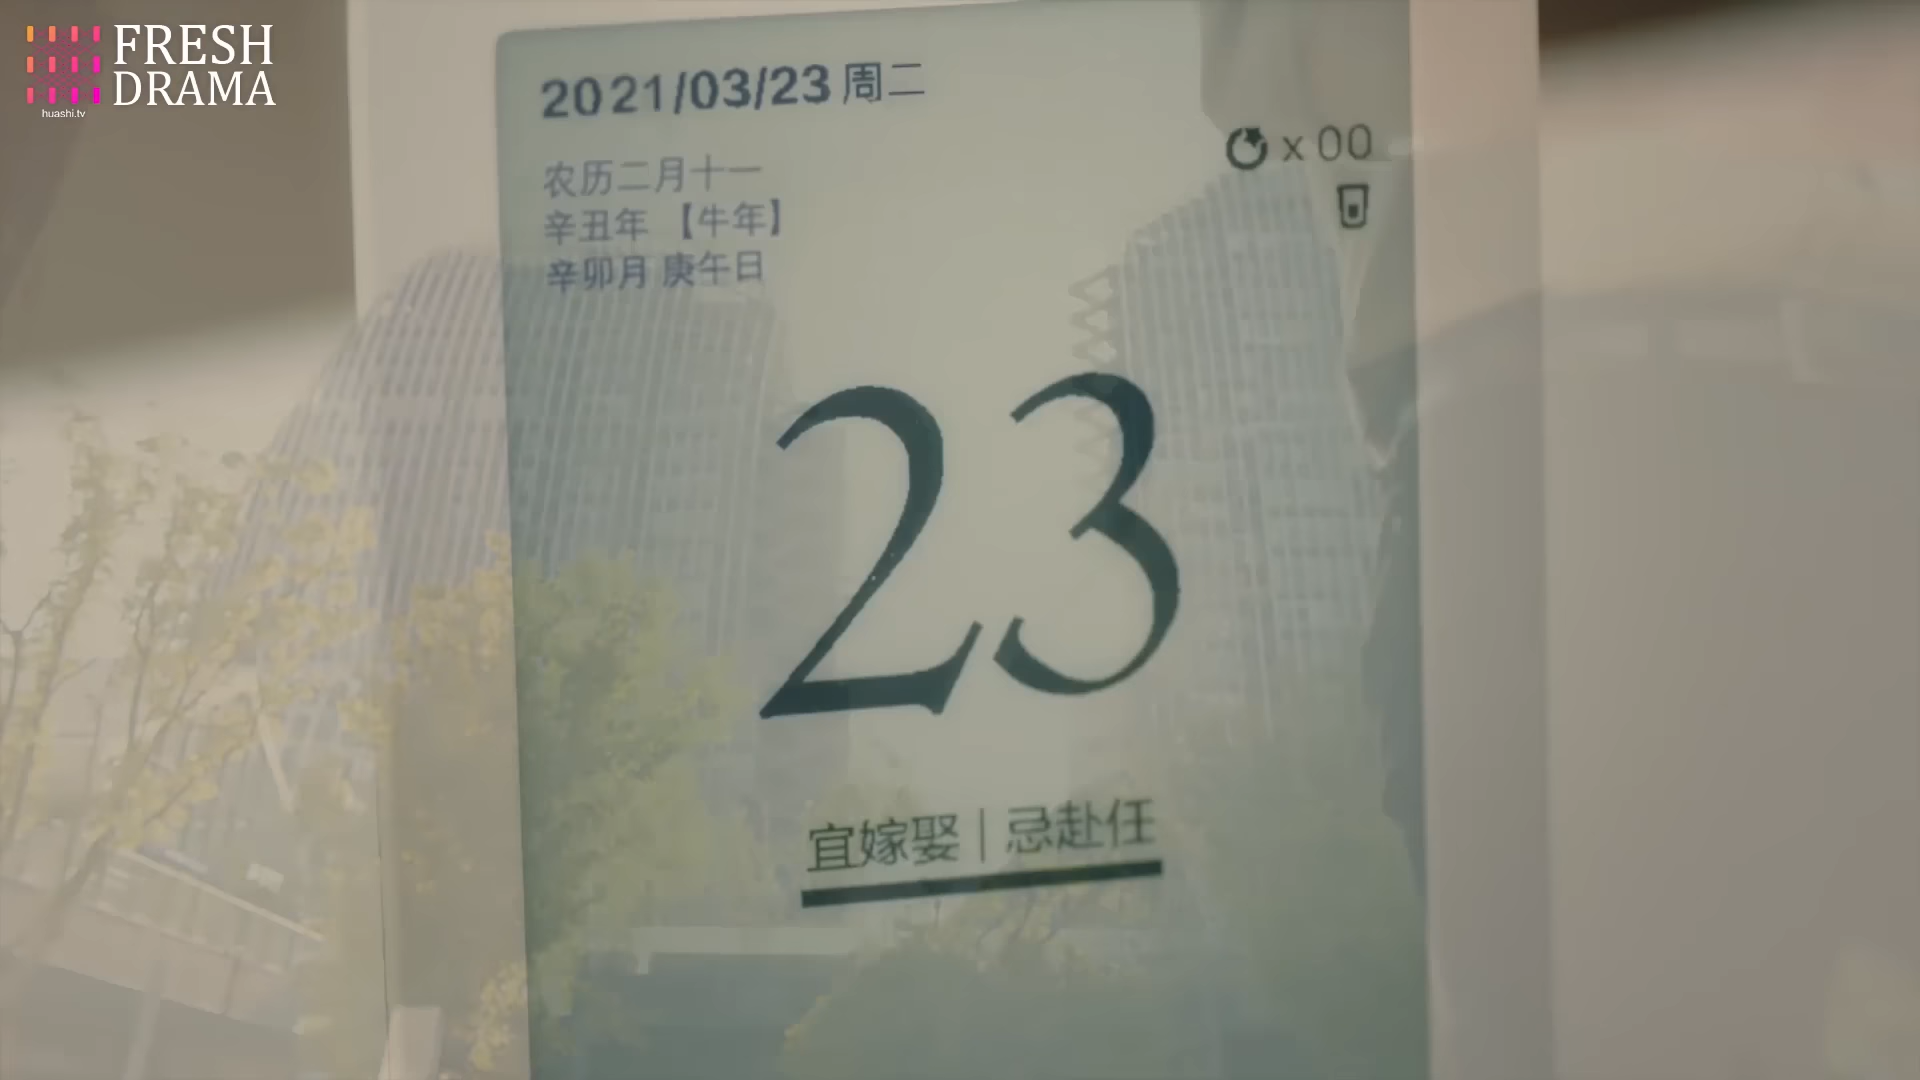 FRESH
DRAMA
huashi.tv
2021/03/23 周二
x 00
农历二月十一
辛丑年 【牛年】
辛卯月 庚午日
23
宜嫁娶 | 忌赴任